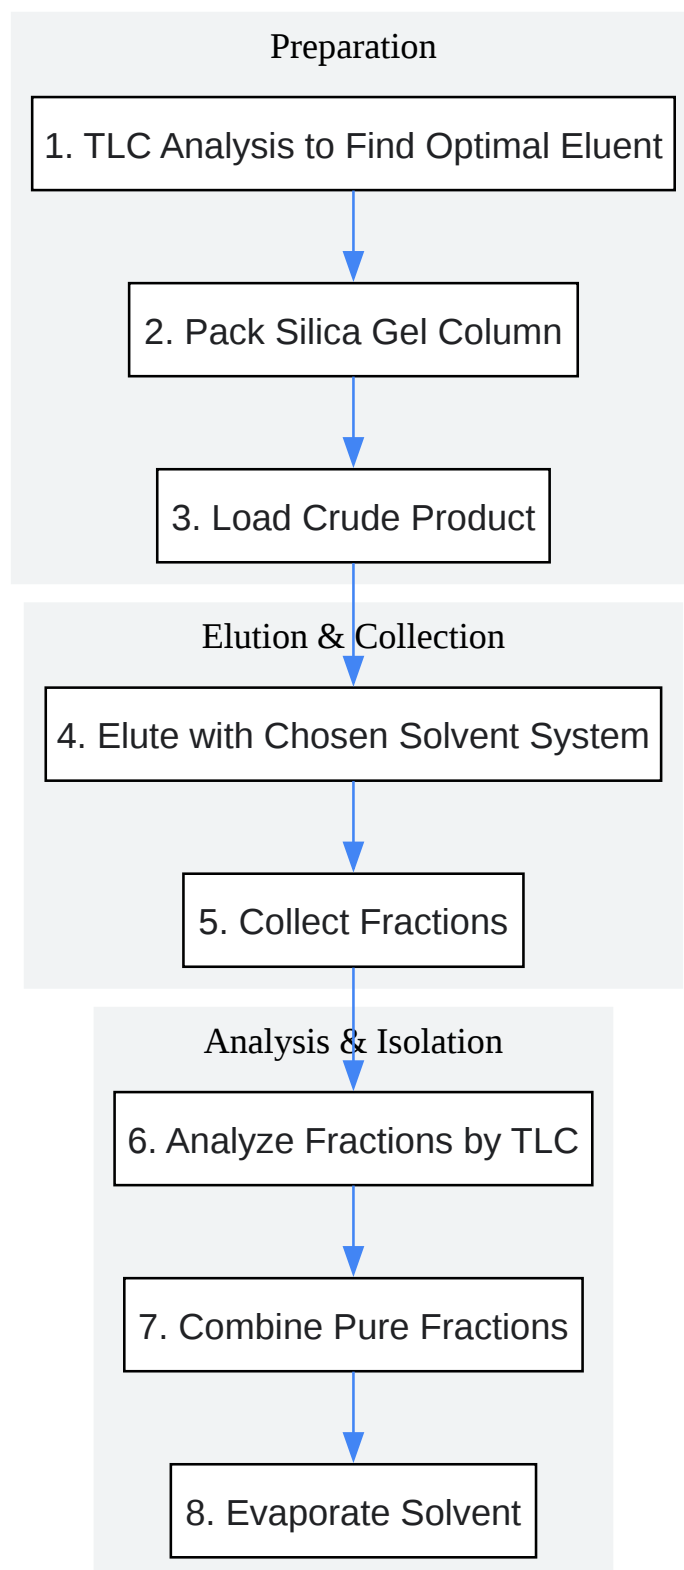 Preparation
1. TLC Analysis to Find Optimal Eluent
2. Pack Silica Gel Column
3. Load Crude Product
Elution & Collection
4. Elute with Chosen Solvent System
5. Collect Fractions
Analysis & Isolation
6. Analyze Fractions by TLC
7. Combine Pure Fractions
8. Evaporate Solvent